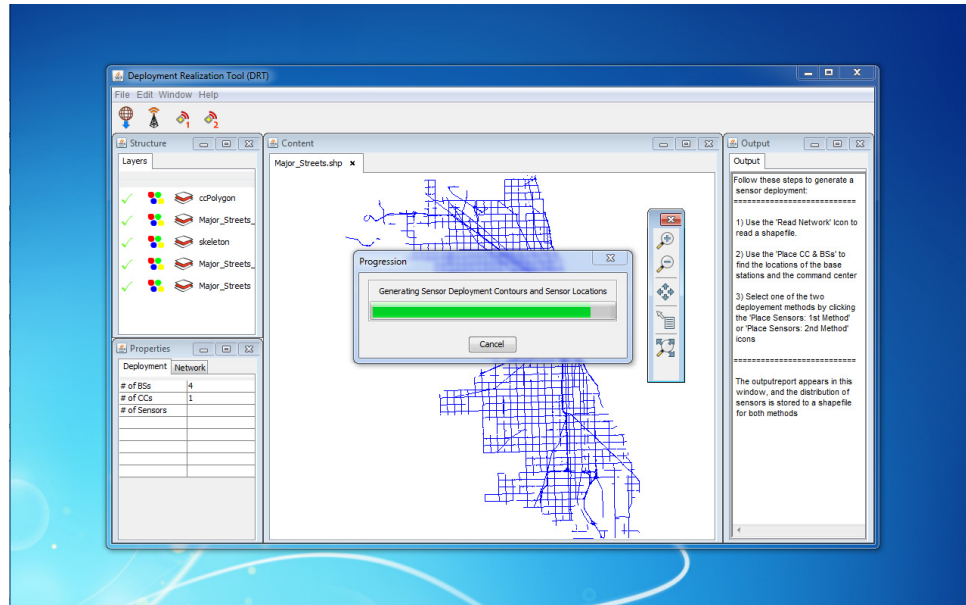 Deployment Realization Tool (DRT)
File Edit Window Help
1
2
Structure
Layers
ccPolygon
Major_Streets_
skeleton
Major_Streets_
Major_Streets
Properties
Deployment
Network
# of BSs 4
# of CCs 1
# of Sensors
Content
Major_Streets.shp
Progression
Generating Sensor Deployment Contours and Sensor Locations
Cancel
Output
Output
Follow these steps to generate a
sensor deployment:
===========================
1) Use the 'Read Network' Icon to
read a shapefile.
2) Use the 'Place CC & BSs' to
find the locations of the base
stations and the command center
3) Select one of the two
deployement methods by clicking
the 'Place Sensors: 1st Method'
or 'Place Sensors: 2nd Method'
icons
===========================
The outputreport appears in this
window, and the distribution of
sensors is stored to a shapefile
for both methods